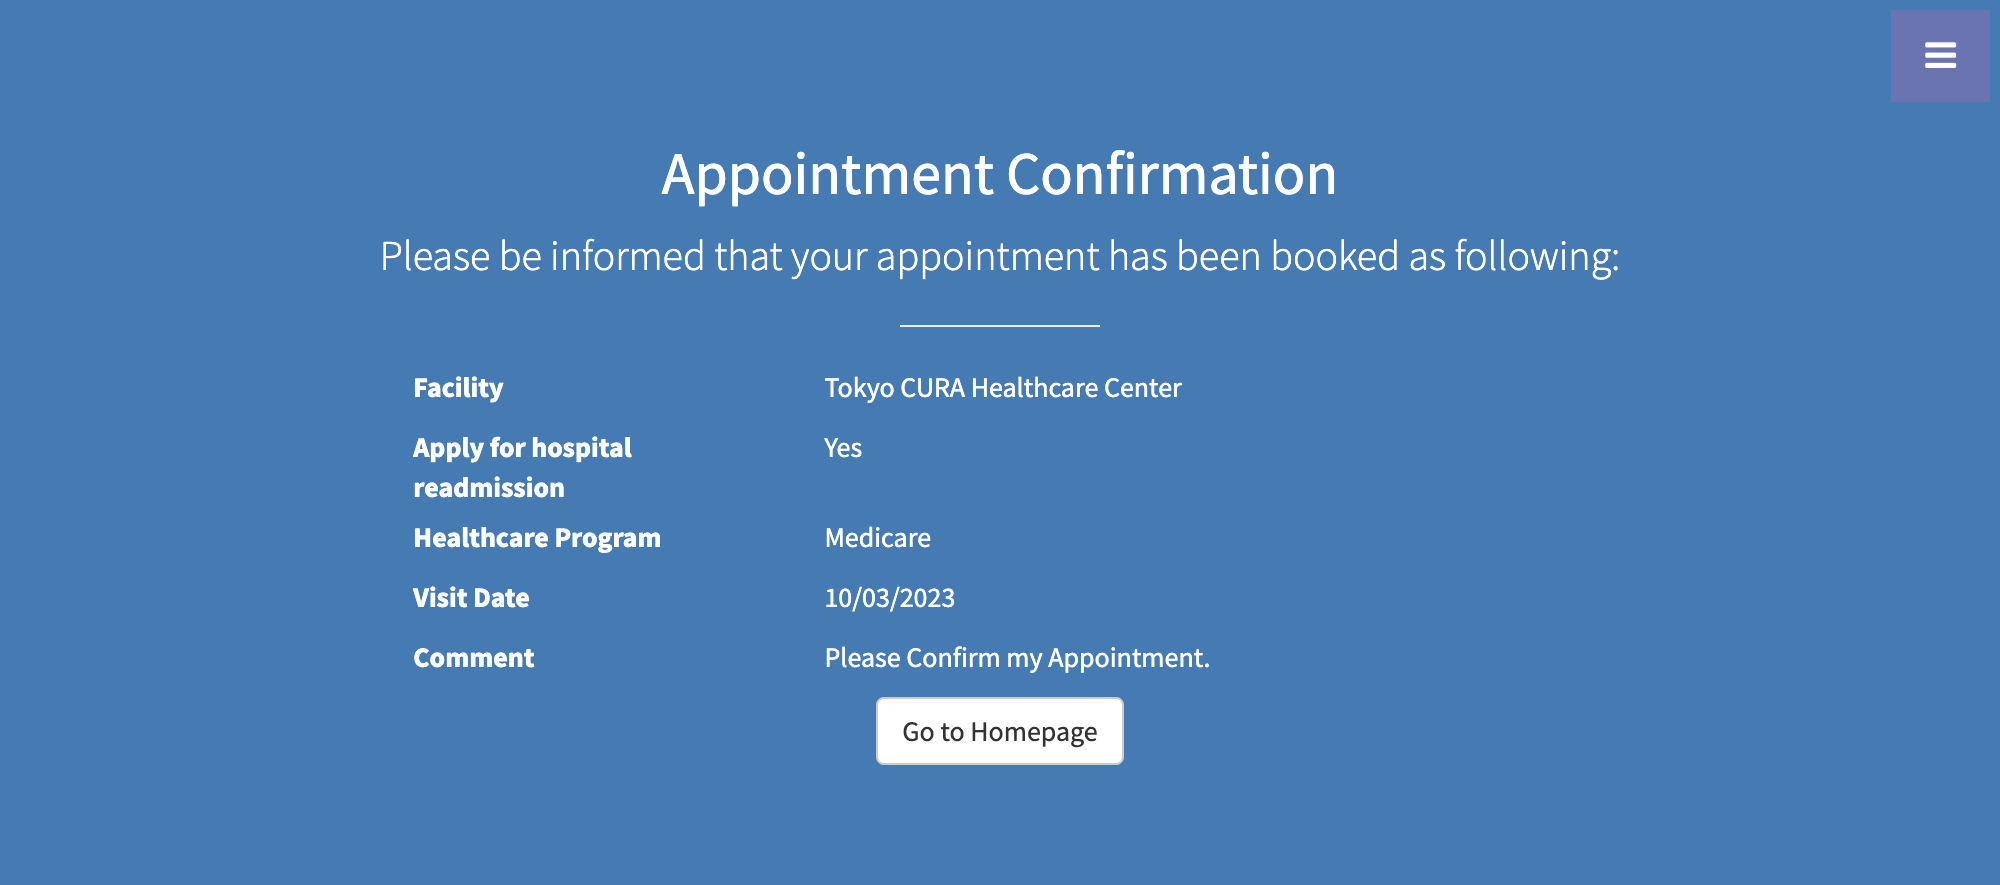 Appointment Confirmation
Please be informed that your appointment has been booked as following:
Facility Tokyo CURA Healthcare Center
Apply for hospital Yes
readmission
Healthcare Program Medicare
Visit Date 10/03/2023
Comment Please Confirm my Appointment.
Go to Homepage